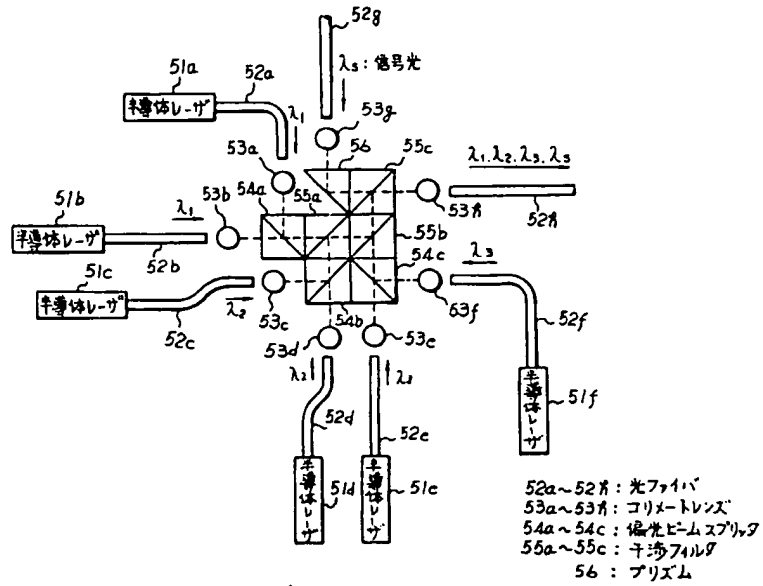 52g
λs:信号光
51a
52a
半導体レーザ
λ1
53g
56
55c
53a
λ1.λ2.λ3.λs
54a
55a
51b
53b
λ1
53h
52h
半導体レーザ
55b
52b
54c
51c
λ3
半導体レーザ
λ2
53c
53f
52c
54b
52f
53d
53e
λ2
λ3
半導体レーザ
51f
52d
52e
半導体レーザ
51d
半導体レーザ
51e
52a~52h:光ファイバ
53a~53h:コリメートレンズ
54a~54c:偏光ビームスプリッタ
55a~55c:干渉フィルタ
56:プリズム